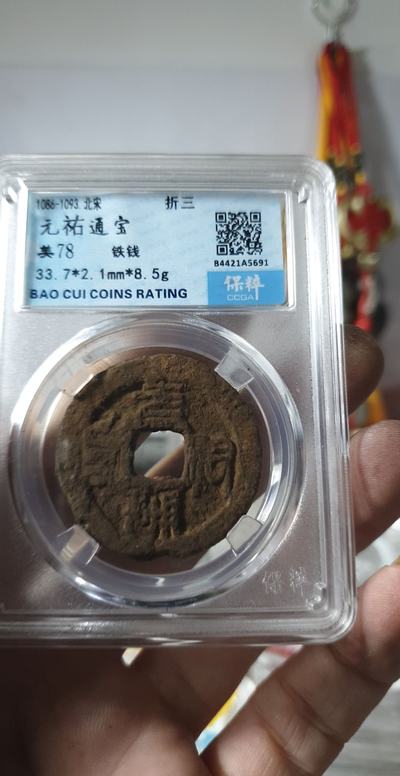 1086-1093 北宋 折三
元祐通宝
美78 铁钱
33.7*2.1mm*8.5g
B4421A5691
BAO CUI COINS RATING
保粹
CCGA
保粹